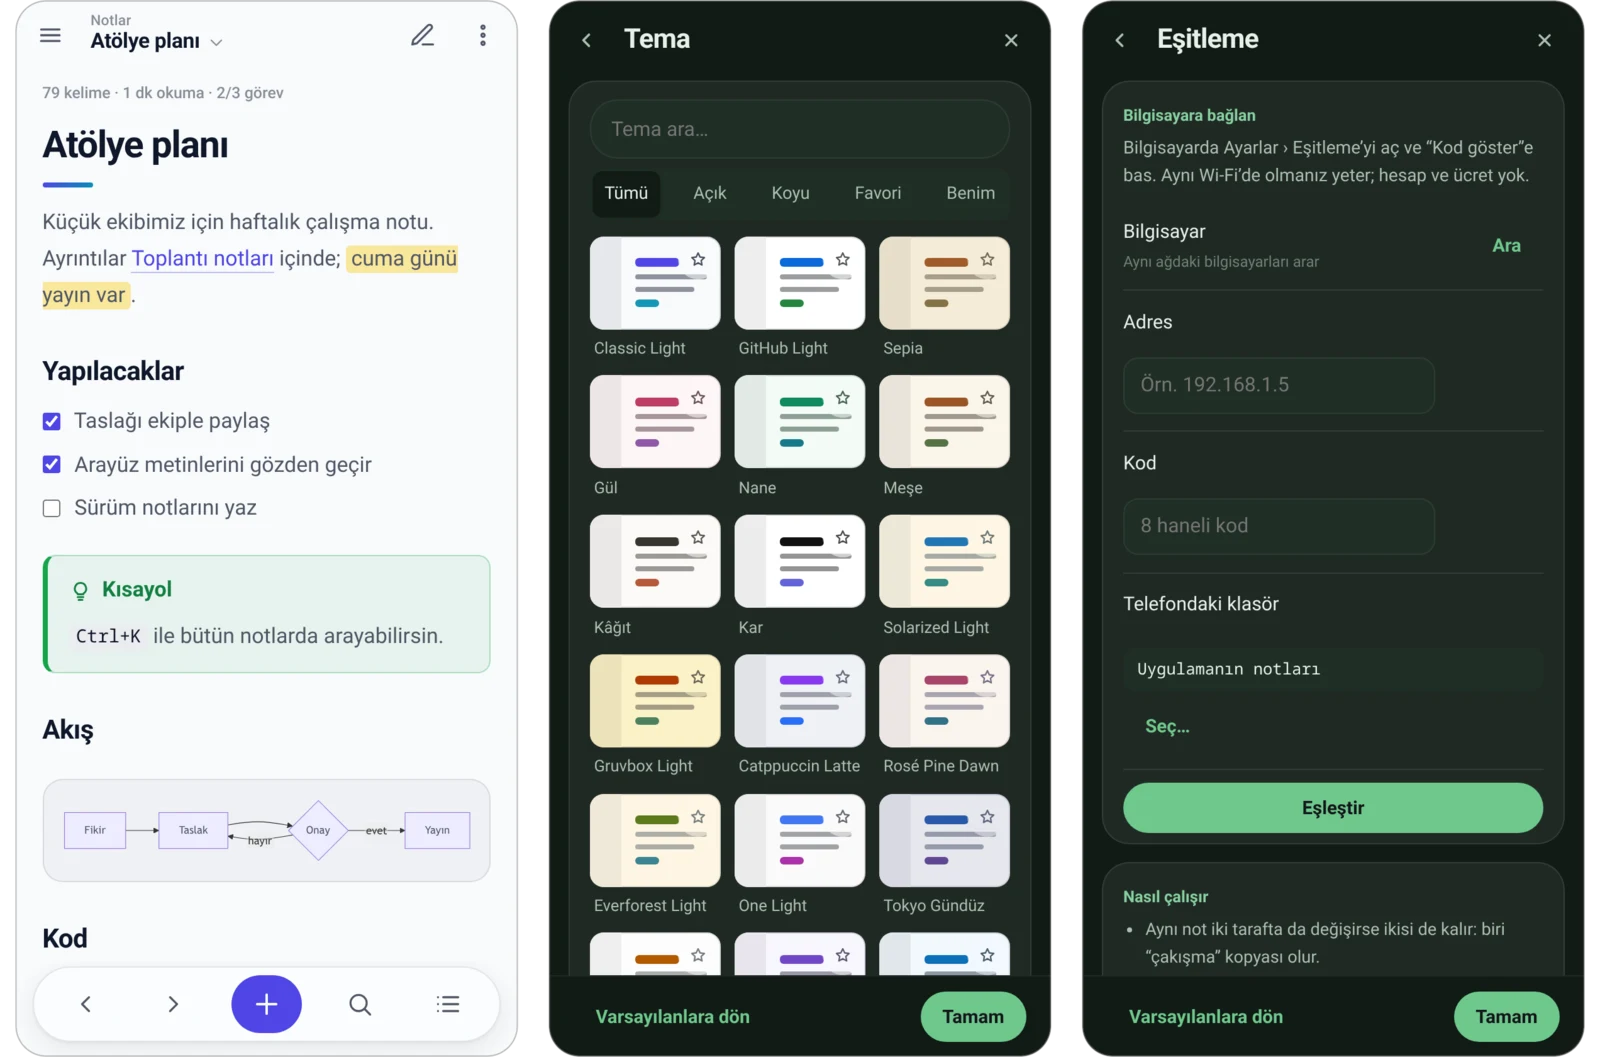 Notlar
Atölye planı
79 kelime · 1 dk okuma · 2/3 görev
Atölye planı
Küçük ekibimiz için haftalık çalışma notu.
Ayrıntılar Toplantı notları içinde; cuma günü
yayın var.
Yapılacaklar
Taslağı ekiple paylaş
Arayüz metinlerini gözden geçir
Sürüm notlarını yaz
Kısayol
Ctrl+K ile bütün notlarda arayabilirsin.
Akış
Fikir
Taslak
hayır
Onay
evet
Yayın
Kod
Tema
Tema ara...
Tümü
Açık
Koyu
Favori
Benim
Classic Light
GitHub Light
Sepia
Gül
Nane
Meşe
Kâğıt
Kar
Solarized Light
Gruvbox Light
Catppuccin Latte
Rosé Pine Dawn
Everforest Light
One Light
Tokyo Gündüz
Varsayılanlara dön
Tamam
Eşitleme
Bilgisayara bağlan
Bilgisayarda Ayarlar › Eşitleme’yi aç ve “Kod göster”e
bas. Aynı Wi-Fi’de olmanız yeter; hesap ve ücret yok.
Bilgisayar
Aynı ağdaki bilgisayarları arar
Ara
Adres
Örn. 192.168.1.5
Kod
8 haneli kod
Telefondaki klasör
Uygulamanın notları
Seç...
Eşleştir
Nasıl çalışır
• Aynı not iki tarafta da değişirse ikisi de kalır: biri
“çakışma” kopyası olur.
Varsayılanlara dön
Tamam